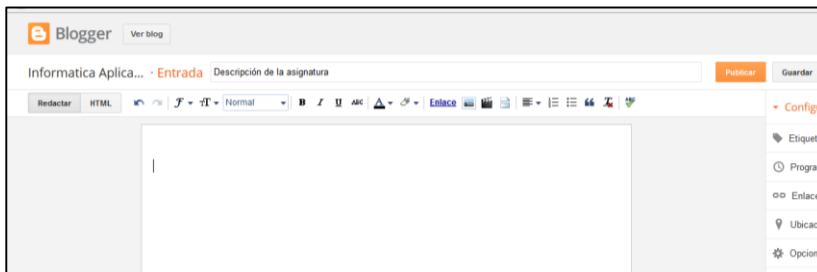 Blogger Ver blog
Informatica Aplica... · Entrada Descripción de la asignatura Publicar Guardar
Redactar HTML F T Normal B I U ABC A Enlace
Config
Etiquet
Progra
Enlace
Ubicac
Opcion